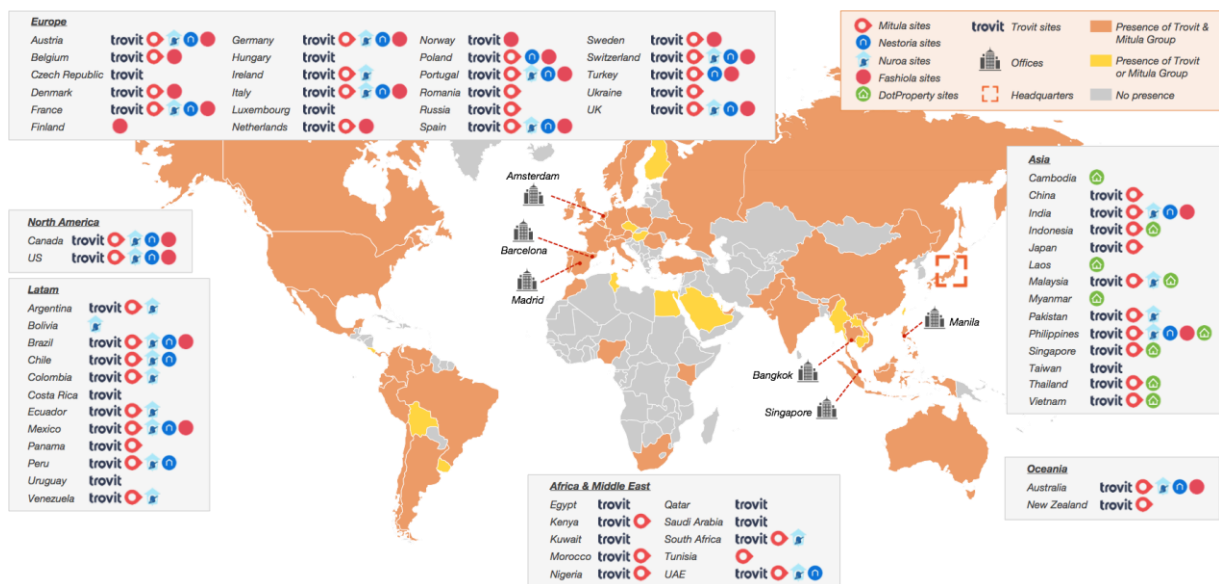 Europe
Austria trovit
Belgium trovit
Czech Republic trovit
Denmark trovit
France trovit
Finland
Germany trovit
Hungary trovit
Ireland trovit
Italy trovit
Luxembourg trovit
Netherlands trovit
Norway trovit
Poland trovit
Portugal trovit
Romania trovit
Russia trovit
Spain trovit
Sweden trovit
Switzerland trovit
Turkey trovit
Ukraine trovit
UK trovit
Mitula sites
Nestoria sites
Nuroa sites
Fashiola sites
DotProperty sites
trovit Trovit sites
Offices
Headquarters
Presence of Trovit &
Mitula Group
Presence of Trovit
or Mitula Group
No presence
North America
Canada trovit
US trovit
Latam
Argentina trovit
Bolivia
Brazil trovit
Chile trovit
Colombia trovit
Costa Rica trovit
Ecuador trovit
Mexico trovit
Panama trovit
Peru trovit
Uruguay trovit
Venezuela trovit
Amsterdam
Barcelona
Madrid
Bangkok
Singapore
Manila
Asia
Cambodia
China trovit
India trovit
Indonesia trovit
Japan trovit
Laos
Malaysia trovit
Myanmar
Pakistan trovit
Philippines trovit
Singapore trovit
Taiwan trovit
Thailand trovit
Vietnam trovit
Africa & Middle East
Egypt trovit
Kenya trovit
Kuwait trovit
Morocco trovit
Nigeria trovit
Qatar trovit
Saudi Arabia trovit
South Africa trovit
Tunisia
UAE trovit
Oceania
Australia trovit
New Zealand trovit